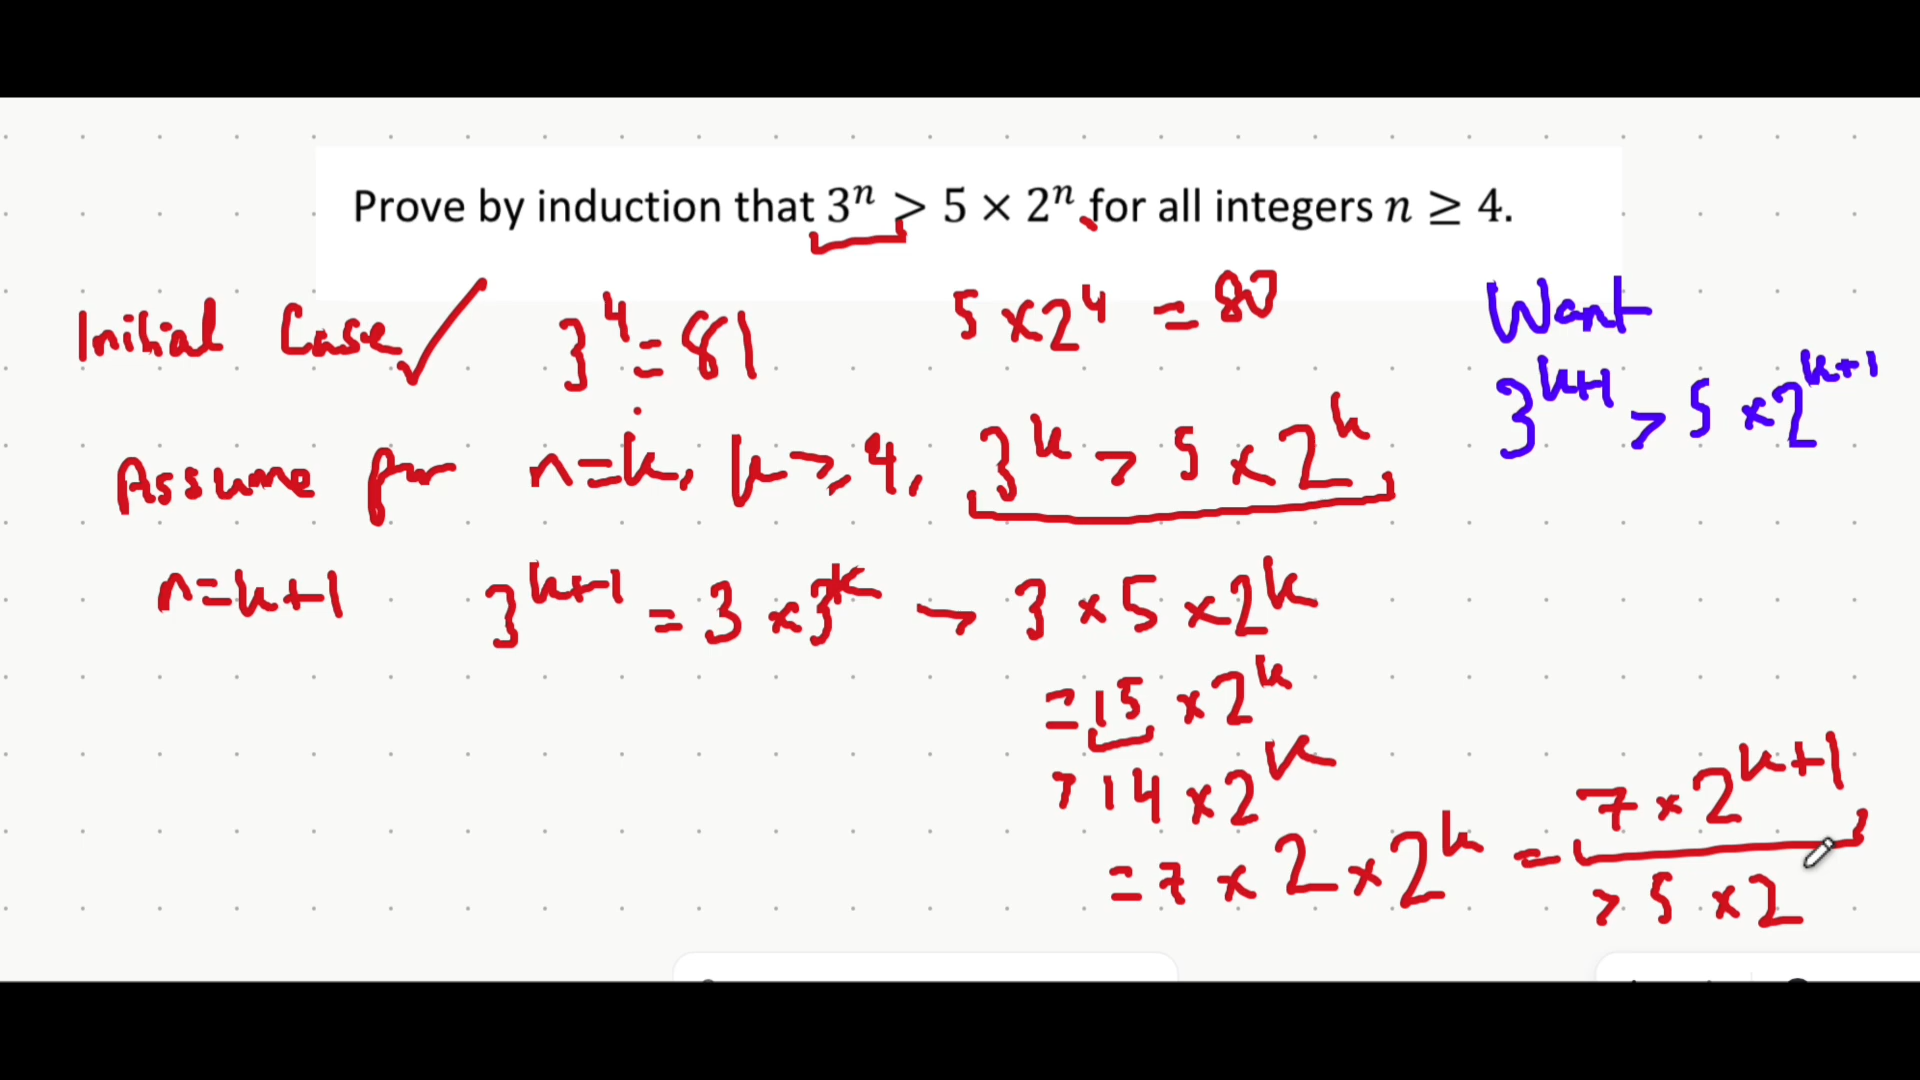 Prove by induction that 3ⁿ > 5 × 2ⁿ for all integers n ≥ 4.
Initial Case ✓ 3⁴ = 81 5 × 2⁴ = 80
Want
3ᵏ⁺¹ > 5 × 2ᵏ⁺¹
Assume for n = k, k ≥ 4, 3ᵏ > 5 × 2ᵏ
n = k+1 3ᵏ⁺¹ = 3 × 3ᵏ > 3 × 5 × 2ᵏ
= 15 × 2ᵏ
> 14 × 2ᵏ
= 7 × 2 × 2ᵏ = 7 × 2ᵏ⁺¹
> 5 × 2